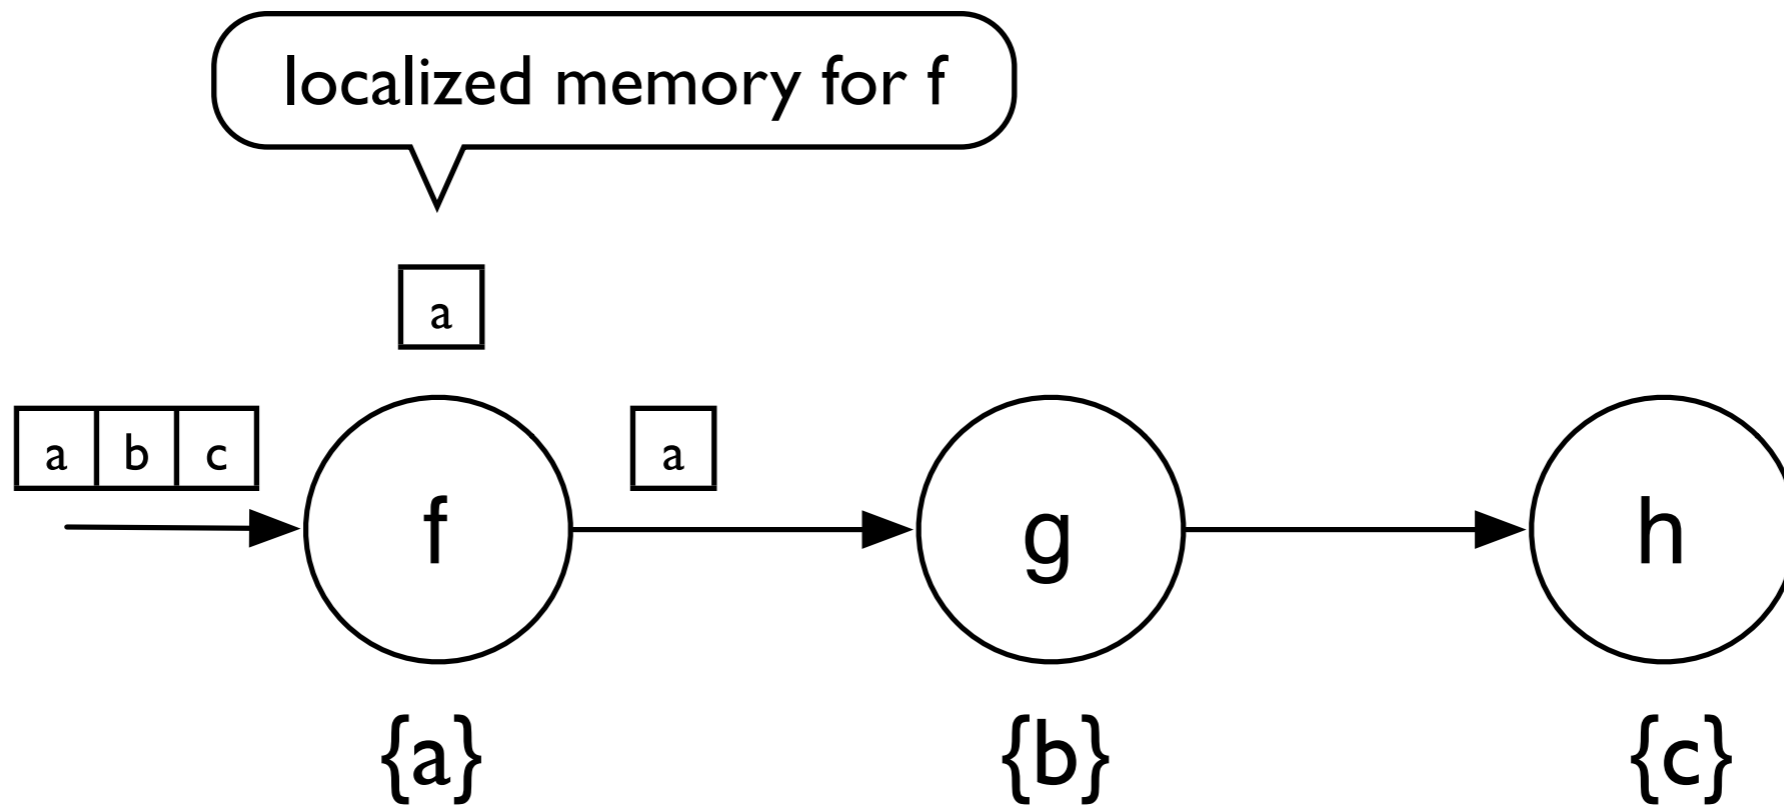 localized memory for f
a
a b c
a
f
g
h
{a}
{b}
{c}